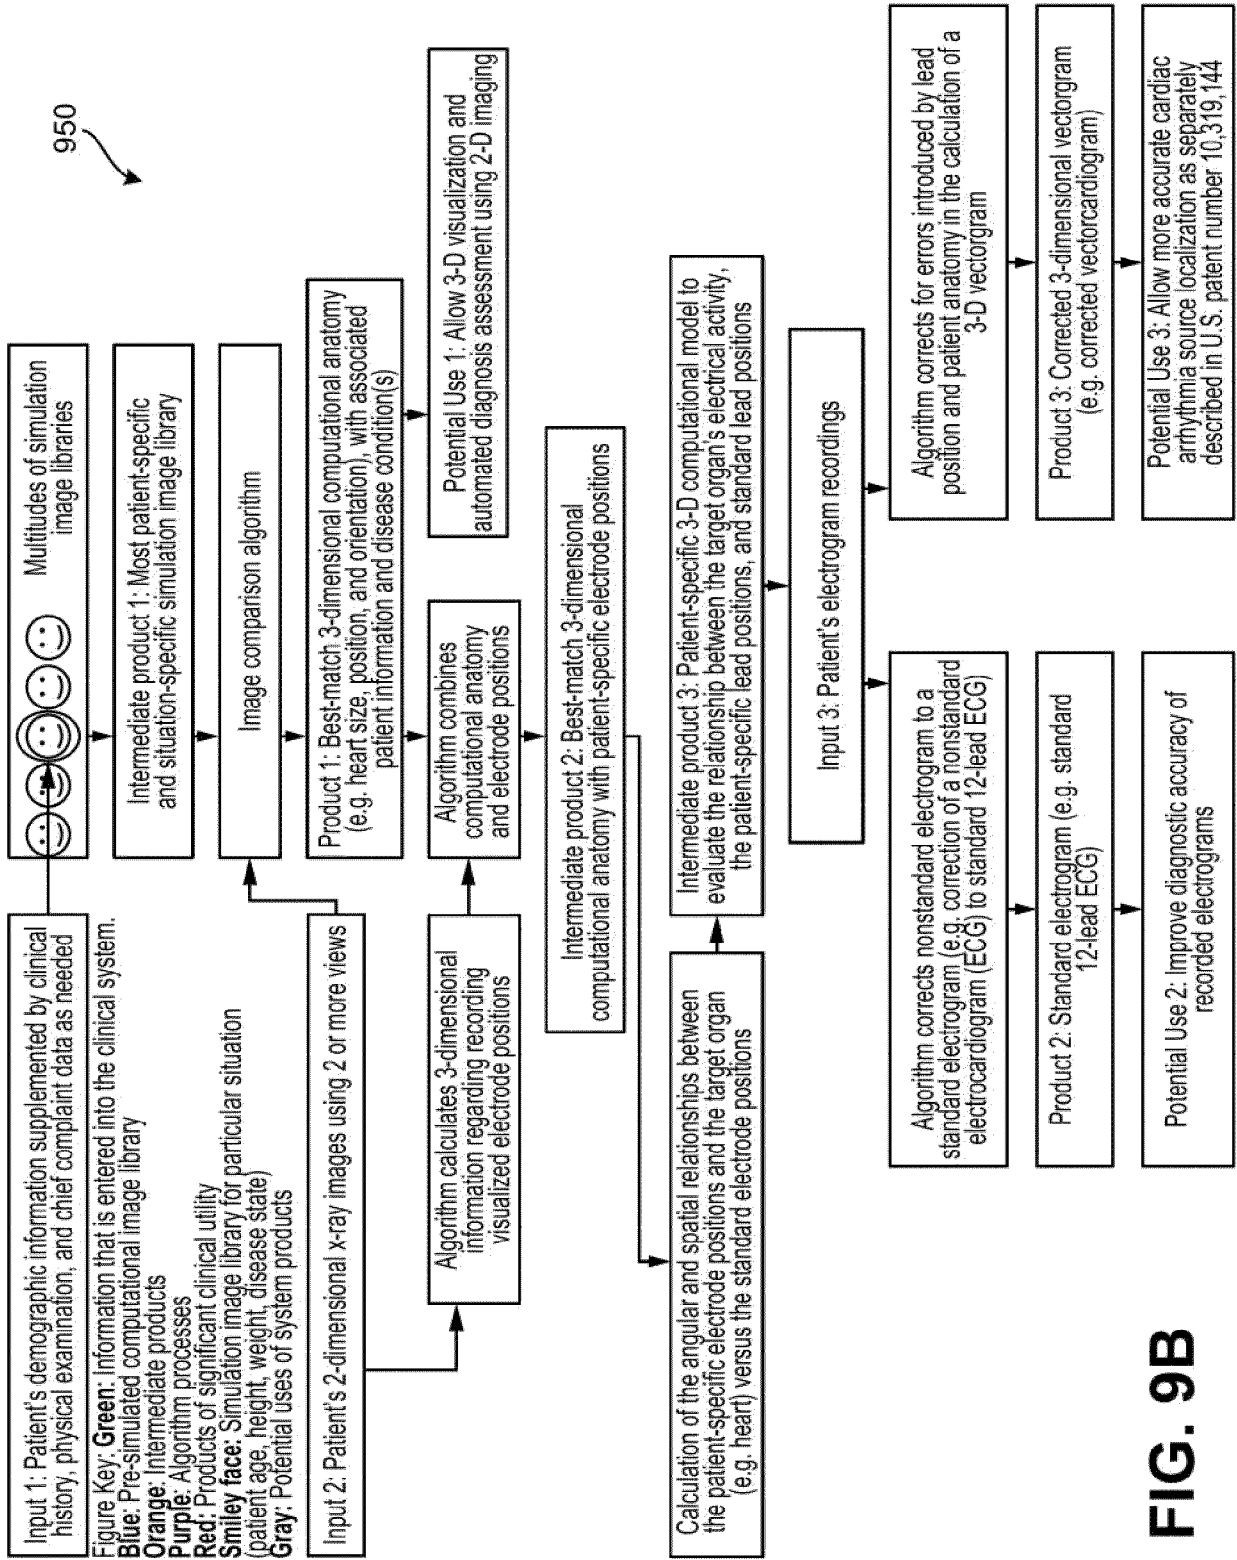 950
Input 1: Patient's demographic information supplemented by clinical
history, physical examination, and chief complaint data as needed
Multitudes of simulation
image libraries
Figure Key: Green: Information that is entered into the clinical system.
Blue: Pre-simulated computational image library
Orange: Intermediate products
Purple: Algorithm processes
Red: Products of significant clinical utility
Smiley face: Simulation image library for particular situation
(patient age, height, weight, disease state)
Gray: Potential uses of system products
Intermediate product 1: Most patient-specific
and situation-specific simulation image library
Image comparison algorithm
Input 2: Patient's 2-dimensional x-ray images using 2 or more views
Product 1: Best-match 3-dimensional computational anatomy
(e.g. heart size, position, and orientation), with associated
patient information and disease condition(s)
Algorithm calculates 3-dimensional
information regarding recording
visualized electrode positions
Algorithm combines
computational anatomy
and electrode positions
Potential Use 1: Allow 3-D visualization and
automated diagnosis assessment using 2-D imaging
Intermediate product 2: Best-match 3-dimensional
computational anatomy with patient-specific electrode positions
Calculation of the angular and spatial relationships between
the patient-specific electrode positions and the target organ
(e.g. heart) versus the standard electrode positions
Intermediate product 3: Patient-specific 3-D computational model to
evaluate the relationship between the target organ's electrical activity,
the patient-specific lead positions, and standard lead positions
Input 3: Patient's electrogram recordings
Algorithm corrects nonstandard electrogram to a
standard electrogram (e.g. correction of a nonstandard
electrocardiogram (ECG) to standard 12-lead ECG)
Product 2: Standard electrogram (e.g. standard
12-lead ECG)
Potential Use 2: Improve diagnostic accuracy of
recorded electrograms
Algorithm corrects for errors introduced by lead
position and patient anatomy in the calculation of a
3-D vectorgram
Product 3: Corrected 3-dimensional vectorgram
(e.g. corrected vectorcardiogram)
Potential Use 3: Allow more accurate cardiac
arrhythmia source localization as separately
described in U.S. patent number 10,319,144
FIG. 9B